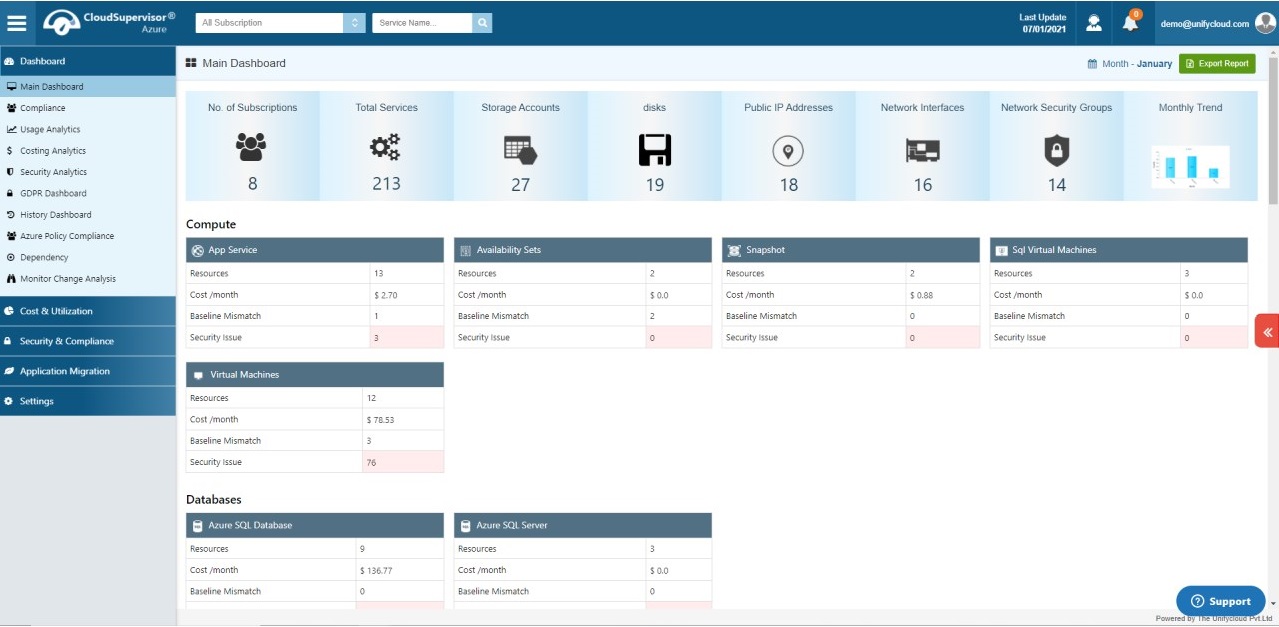 CloudSupervisor®
Azure
All Subscription
Service Name...
Last Update
07/01/2021
0
demo@unifycloud.com
Dashboard
Main Dashboard
Compliance
Usage Analytics
Costing Analytics
Security Analytics
GDPR Dashboard
History Dashboard
Azure Policy Compliance
Dependency
Monitor Change Analysis
Cost & Utilization
Security & Compliance
Application Migration
Settings
Main Dashboard
Month - January
Export Report
No. of Subscriptions
8
Total Services
213
Storage Accounts
27
disks
19
Public IP Addresses
18
Network Interfaces
16
Network Security Groups
14
Monthly Trend
Compute
App Service
Resources 13
Cost /month $ 2.70
Baseline Mismatch 1
Security Issue 3
Availability Sets
Resources 2
Cost /month $ 0.0
Baseline Mismatch 2
Security Issue 0
Snapshot
Resources 2
Cost /month $ 0.88
Baseline Mismatch 0
Security Issue 0
Sql Virtual Machines
Resources 3
Cost /month $ 0.0
Baseline Mismatch 0
Security Issue 0
Virtual Machines
Resources 12
Cost /month $ 78.53
Baseline Mismatch 3
Security Issue 76
Databases
Azure SQL Database
Resources 9
Cost /month $ 136.77
Baseline Mismatch 0
Azure SQL Server
Resources 3
Cost /month $ 0.0
Baseline Mismatch 0
Support
Powered by The Unifycloud Pvt.Ltd